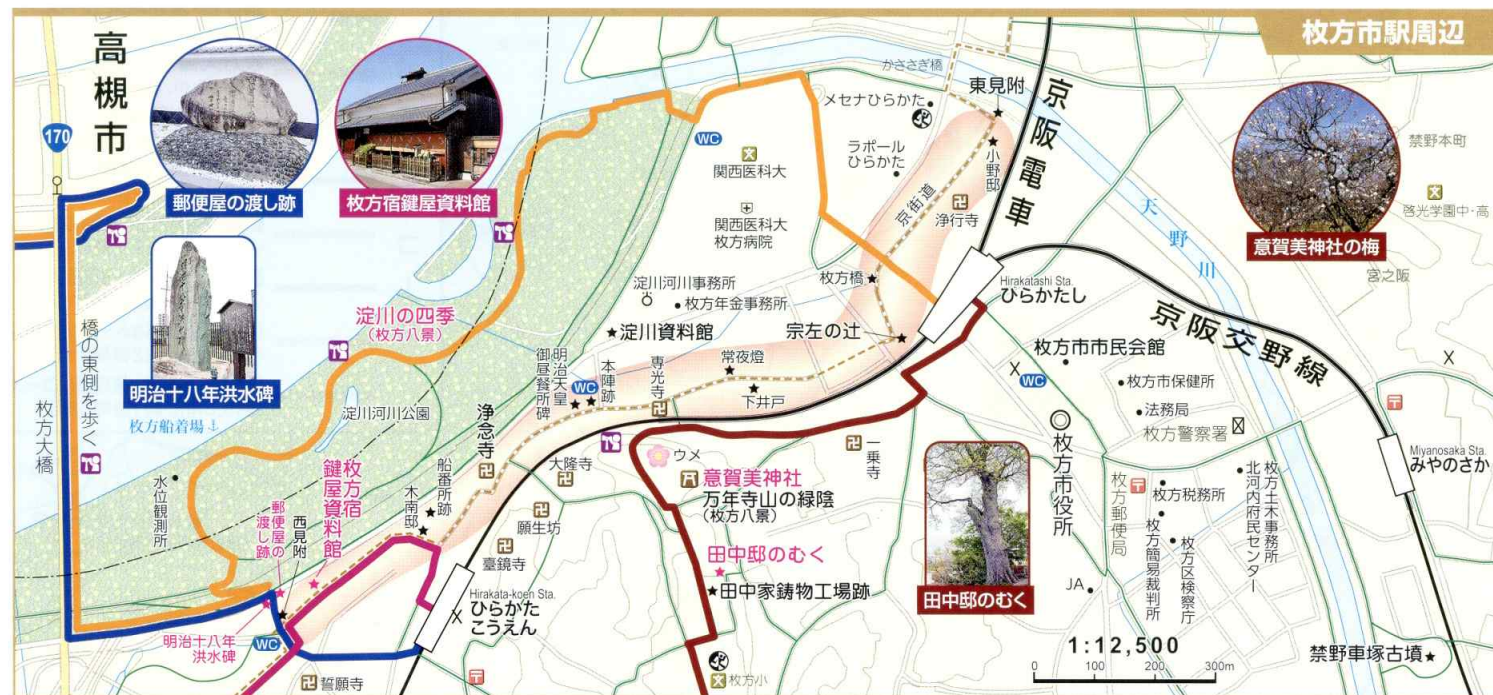 枚方市駅周辺
高槻市
170
郵便屋の渡し跡
枚方宿鍵屋資料館
明治十八年洪水碑
橋の東側を歩く
枚方大橋
枚方船着場↓
水位観測所
淀川の四季
(枚方八景)
淀川河川公園
WC
文
関西医科大
関西医科大
枚方病院
淀川河川事務所
枚方年金事務所
★淀川資料館
メセナひらかた
ラポール
ひらかた
かささぎ橋
東見附
小野邸
京街道
浄行寺
枚方橋
宗左の辻
常夜燈
下井戸
専光寺
本陣跡
WC
明治天皇
御昼餐所碑
浄念寺
船番所跡
木南邸
枚方宿
鍵屋資料館
西見附
郵便屋の
渡し跡
明治十八年
洪水碑
WC
誓願寺
大隆寺
願生坊
臺鏡寺
Hirakata-koen Sta.
ひらかた
こうえん
京阪電車
Hirakatashi Sta.
ひらかたし
天野川
京阪交野線
意賀美神社の梅
禁野本町
文
啓光学園中・高
宮之阪
Miyanosaka Sta.
みやのさか
枚方市市民会館
WC
枚方市保健所
法務局
枚方警察署
枚方市役所
枚方郵便局
枚方税務所
枚方簡易裁判所
枚方区検察庁
枚方土木事務所
北河内府民センター
JA
一乗寺
ウメ
意賀美神社
万年寺山の緑陰
(枚方八景)
田中邸のむく
★田中家鋳物工場跡
田中邸のむく
文
枚方小
1:12,500
0 100 200 300m
禁野車塚古墳★